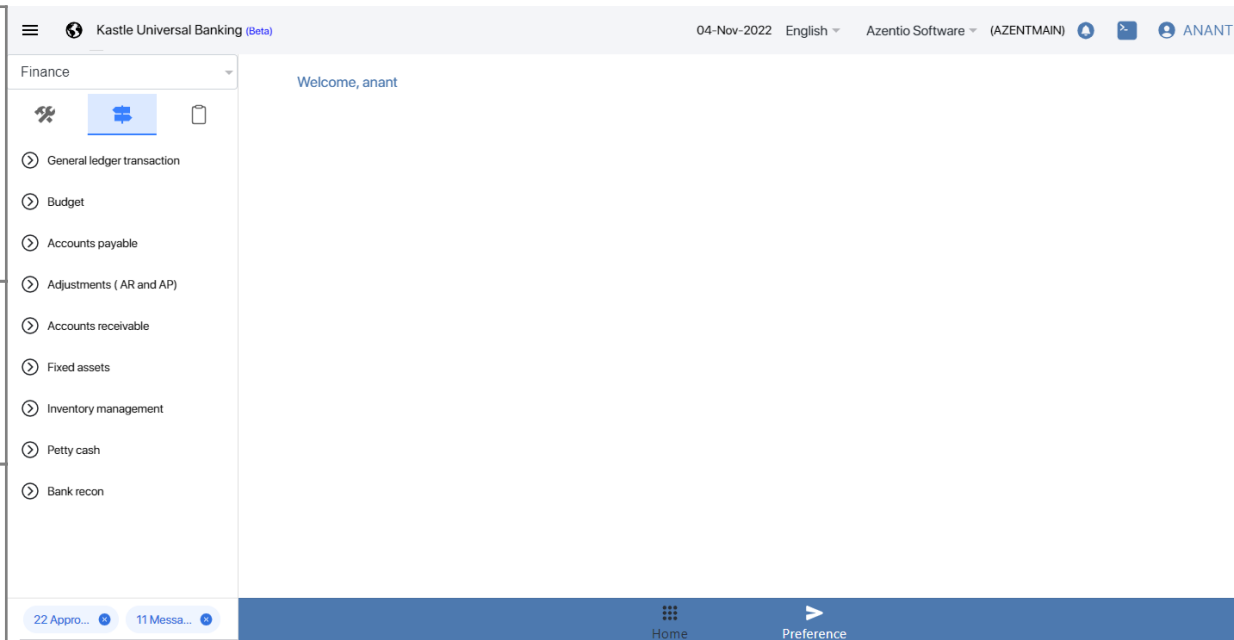 Kastle Universal Banking (Beta)
04-Nov-2022 English Azentio Software (AZENTMAIN) ANANT
Finance
Welcome, anant
General ledger transaction
Budget
Accounts payable
Adjustments ( AR and AP)
Accounts receivable
Fixed assets
Inventory management
Petty cash
Bank recon
22 Appro... 11 Messa...
Home
Preference